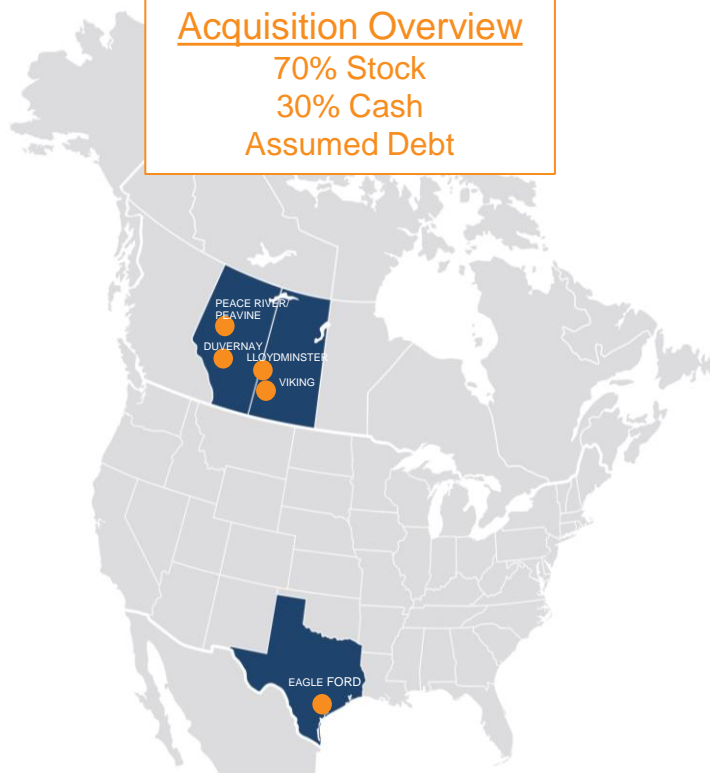 Acquisition Overview
70% Stock
30% Cash
Assumed Debt
PEACE RIVER/
PEAVINE
DUVERNAY
LLOYDMINSTER
VIKING
EAGLE FORD